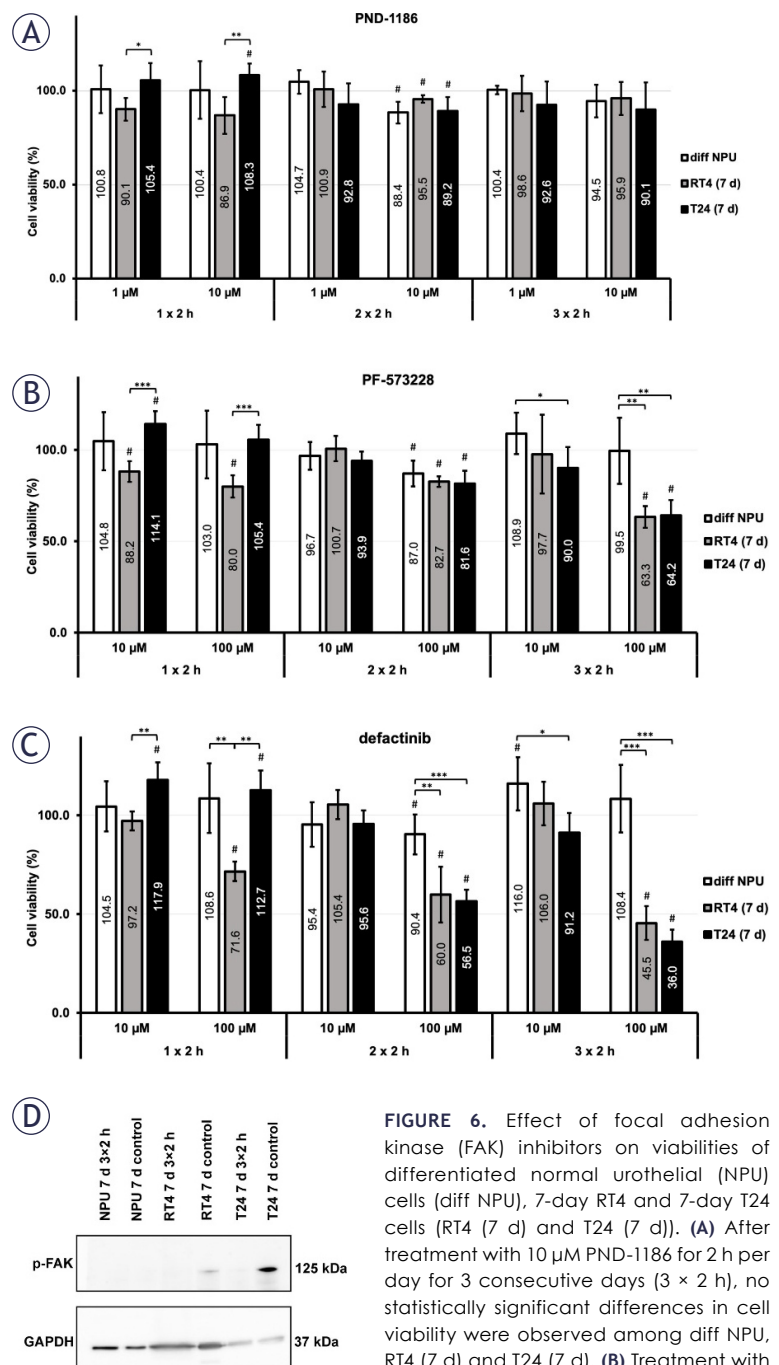 A
PND-1186
Cell viability (%)
100.0
50.0
0.0
* ** #
# # #
100.8 90.1 105.4 100.4 86.9 108.3 104.7 100.9 92.8 88.4 95.5 89.2 100.4 98.6 92.6 94.5 95.9 90.1
1 µM 10 µM 1 µM 10 µM 1 µM 10 µM
1 x 2 h 2 x 2 h 3 x 2 h
diff NPU
RT4 (7 d)
T24 (7 d)
B
PF-573228
Cell viability (%)
100.0
50.0
0.0
*** # # *** #
# # #
* ** ** # #
104.8 88.2 114.1 103.0 80.0 105.4 96.7 100.7 93.9 87.0 82.7 81.6 108.9 97.7 90.0 99.5 63.3 64.2
10 µM 100 µM 10 µM 100 µM 10 µM 100 µM
1 x 2 h 2 x 2 h 3 x 2 h
diff NPU
RT4 (7 d)
T24 (7 d)
C
defactinib
Cell viability (%)
100.0
50.0
0.0
** # ** ** # #
*** ** # # #
# * *** *** # #
104.5 97.2 117.9 108.6 71.6 112.7 95.4 105.4 95.6 90.4 60.0 56.5 116.0 106.0 91.2 108.4 45.5 36.0
10 µM 100 µM 10 µM 100 µM 10 µM 100 µM
1 x 2 h 2 x 2 h 3 x 2 h
diff NPU
RT4 (7 d)
T24 (7 d)
D
NPU 7 d 3×2 h
NPU 7 d control
RT4 7 d 3×2 h
RT4 7 d control
T24 7 d 3×2 h
T24 7 d control
p-FAK 125 kDa
GAPDH 37 kDa
FIGURE 6. Effect of focal adhesion
kinase (FAK) inhibitors on viabilities of
differentiated normal urothelial (NPU)
cells (diff NPU), 7-day RT4 and 7-day T24
cells (RT4 (7 d) and T24 (7 d)). (A) After
treatment with 10 µM PND-1186 for 2 h per
day for 3 consecutive days (3 × 2 h), no
statistically significant differences in cell
viability were observed among diff NPU,
RT4 (7 d) and T24 (7 d). (B) Treatment with